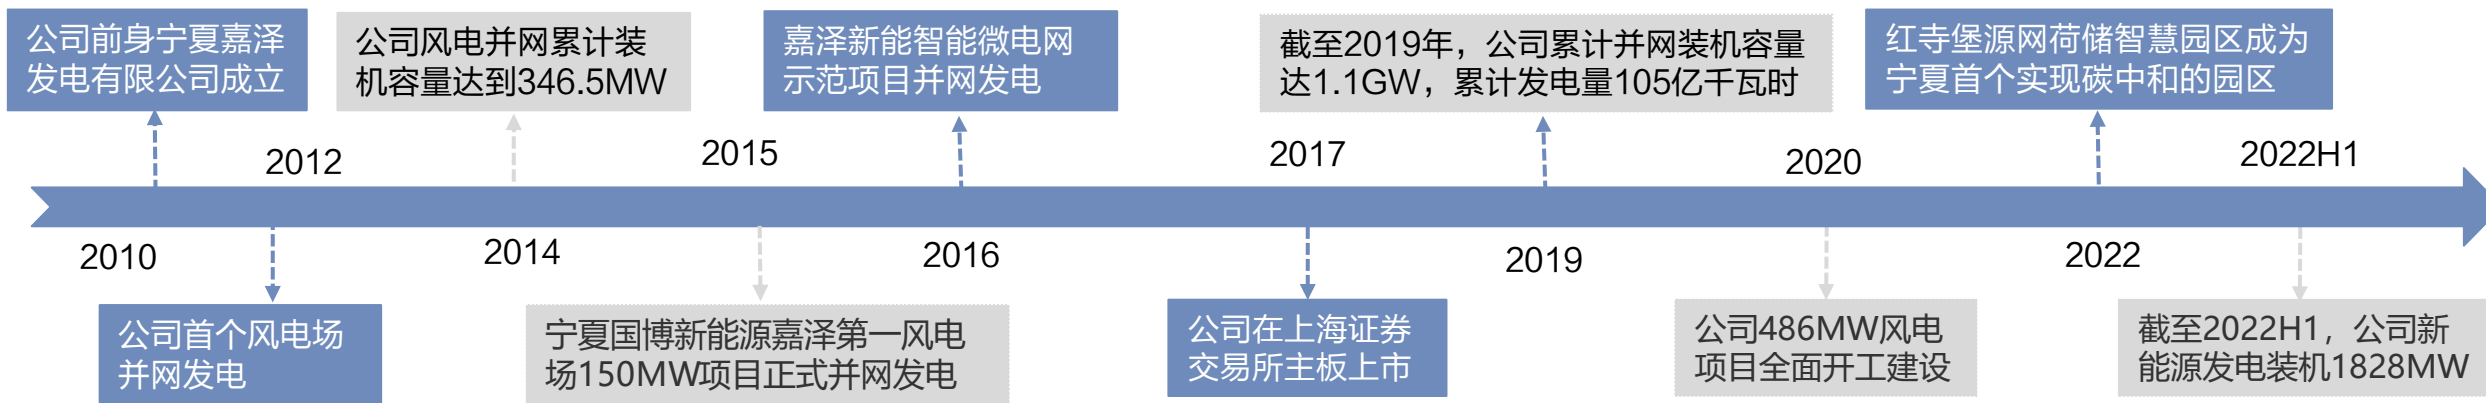 公司前身宁夏嘉泽
发电有限公司成立
公司风电并网累计装
机容量达到346.5MW
嘉泽新能智能微电网
示范项目并网发电
截至2019年，公司累计并网装机容量
达1.1GW，累计发电量105亿千瓦时
红寺堡源网荷储智慧园区成为
宁夏首个实现碳中和的园区
2012
2015
2017
2020
2022H1
2010
2014
2016
2019
2022
公司首个风电场
并网发电
宁夏国博新能源嘉泽第一风电
场150MW项目正式并网发电
公司在上海证券
交易所主板上市
公司486MW风电
项目全面开工建设
截至2022H1，公司新
能源发电装机1828MW